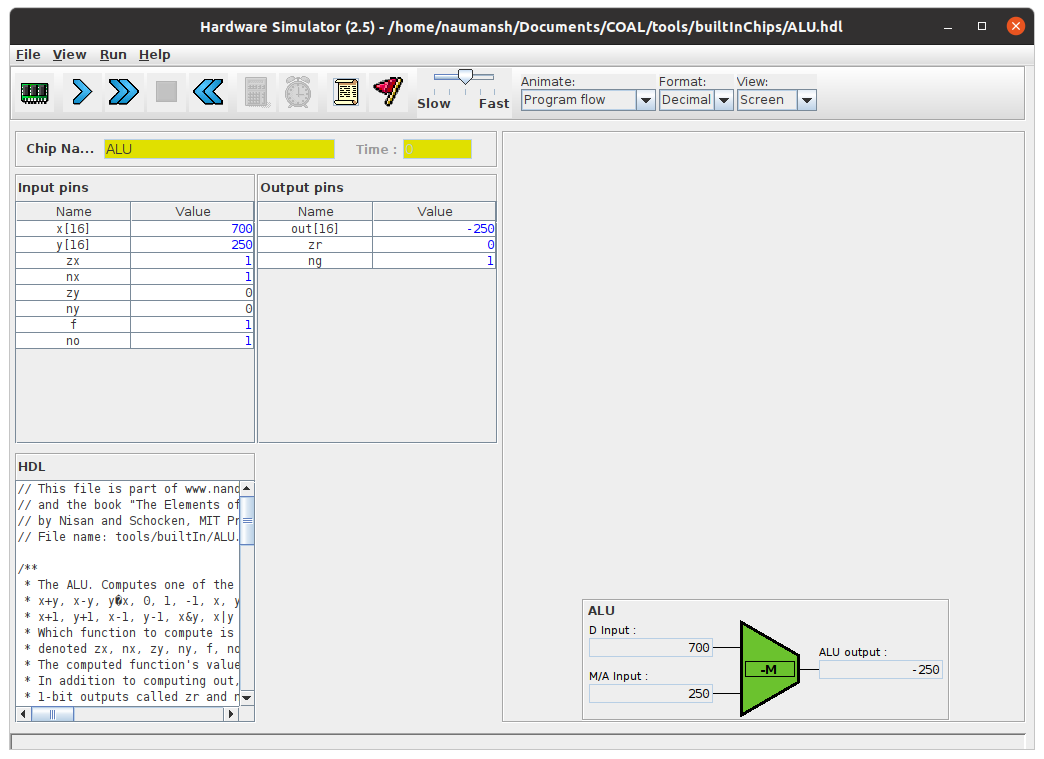 Hardware Simulator (2.5) - /home/naumansh/Documents/COAL/tools/builtInChips/ALU.hdl
File View Run Help
Slow Fast
Animate: Format: View:
Program flow Decimal Screen
Chip Na... ALU Time : 0
Input pins
Name Value
x[16] 700
y[16] 250
zx 1
nx 1
zy 0
ny 0
f 1
no 1
Output pins
Name Value
out[16] -250
zr 0
ng 1
HDL
// This file is part of www.nand
// and the book "The Elements of
// by Nisan and Schocken, MIT Pr
// File name: tools/builtIn/ALU.
/**
* The ALU. Computes one of the
* x+y, x-y, y�x, 0, 1, -1, x, y
* x+1, y+1, x-1, y-1, x&y, x|y
* Which function to compute is
* denoted zx, nx, zy, ny, f, no
* The computed function's value
* In addition to computing out,
* 1-bit outputs called zr and n
ALU
D Input :
700
M/A Input :
250
-M
ALU output :
-250